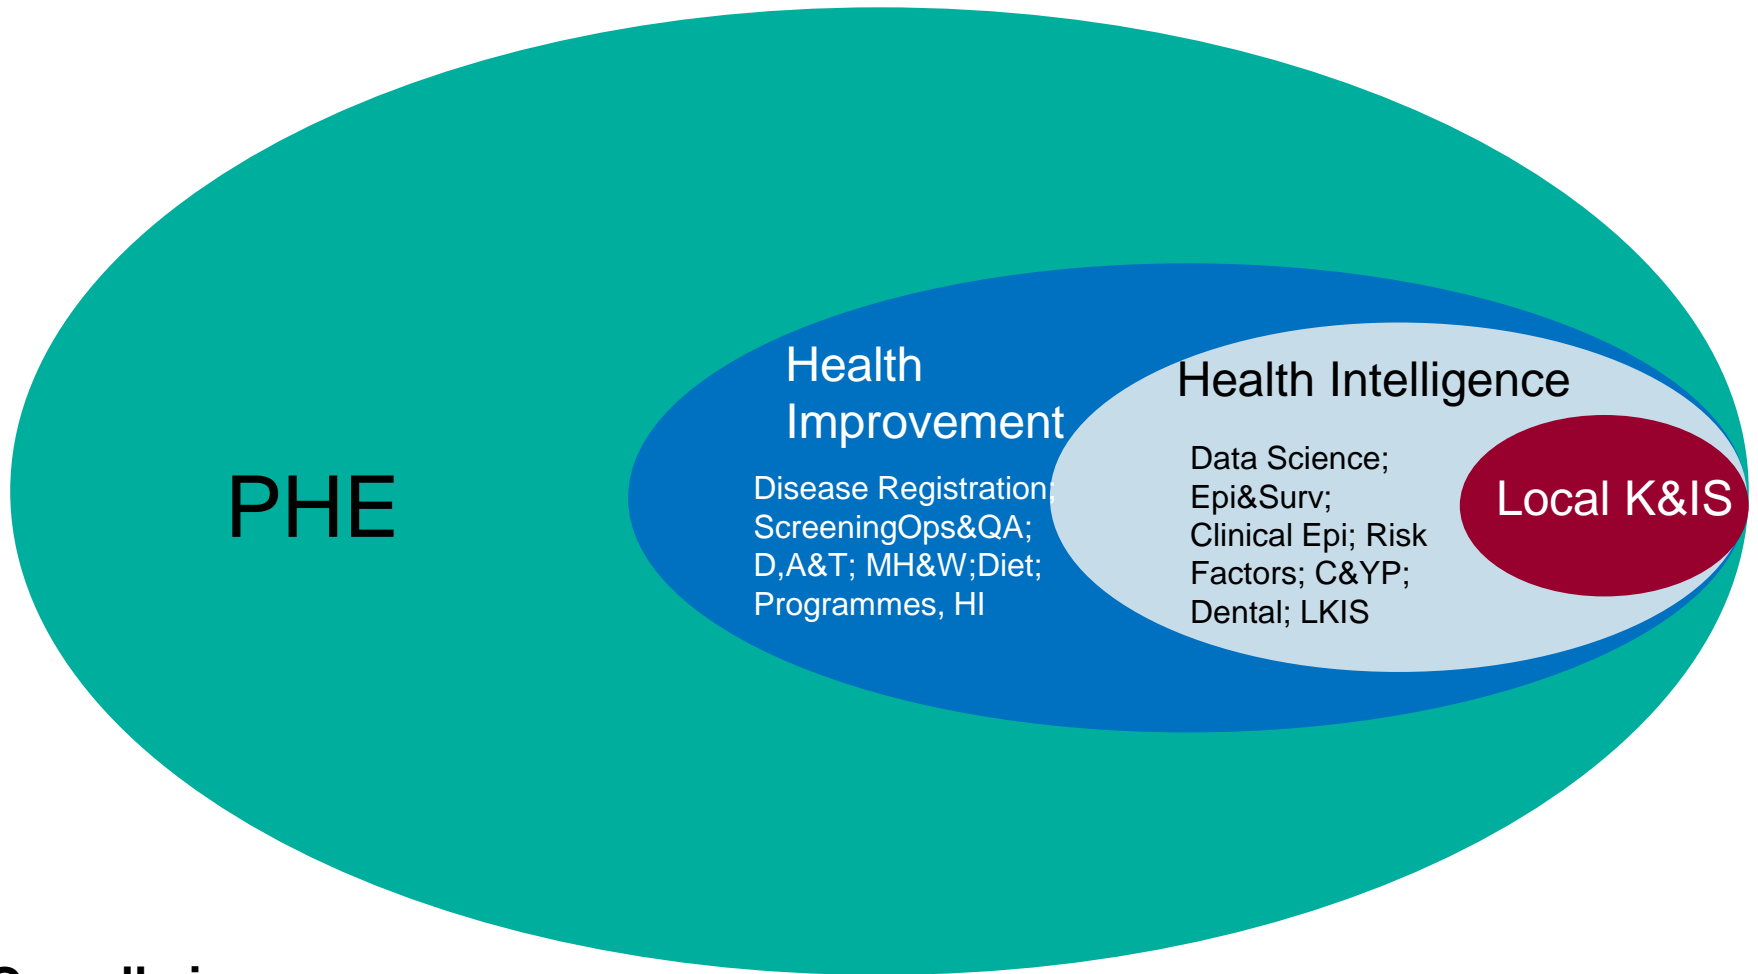 PHE
Health
Improvement
Disease Registration;
ScreeningOps&QA;
D,A&T; MH&W;Diet;
Programmes, HI
Health Intelligence
Data Science;
Epi&Surv;
Clinical Epi; Risk
Factors; C&YP;
Dental; LKIS
Local K&IS